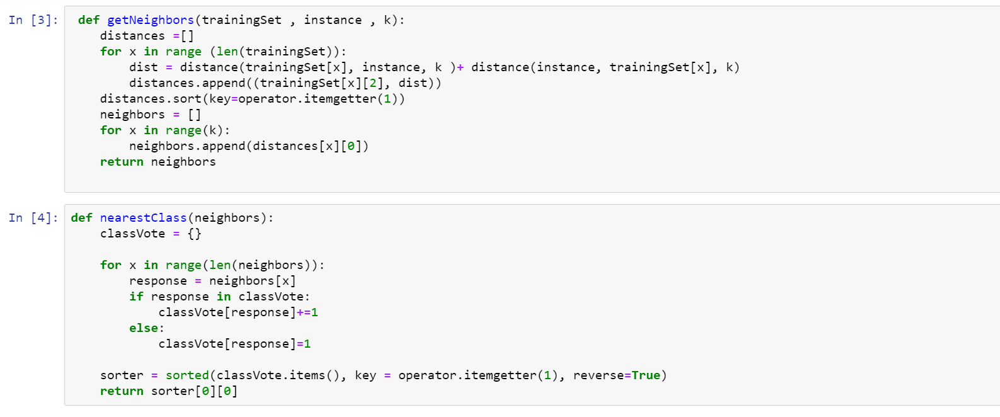 In [3]: def getNeighbors(trainingSet , instance , k):
distances =[]
for x in range (len(trainingSet)):
dist = distance(trainingSet[x], instance, k )+ distance(instance, trainingSet[x], k)
distances.append((trainingSet[x][2], dist))
distances.sort(key=operator.itemgetter(1))
neighbors = []
for x in range(k):
neighbors.append(distances[x][0])
return neighbors
In [4]: def nearestClass(neighbors):
classVote = {}
for x in range(len(neighbors)):
response = neighbors[x]
if response in classVote:
classVote[response]+=1
else:
classVote[response]=1
sorter = sorted(classVote.items(), key = operator.itemgetter(1), reverse=True)
return sorter[0][0]